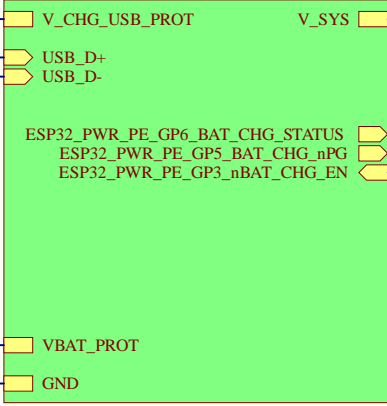 V_CHG_USB_PROT
V_SYS
USB_D+
USB_D-
ESP32_PWR_PE_GP6_BAT_CHG_STATUS
ESP32_PWR_PE_GP5_BAT_CHG_nPG
ESP32_PWR_PE_GP3_nBAT_CHG_EN
VBAT_PROT
GND